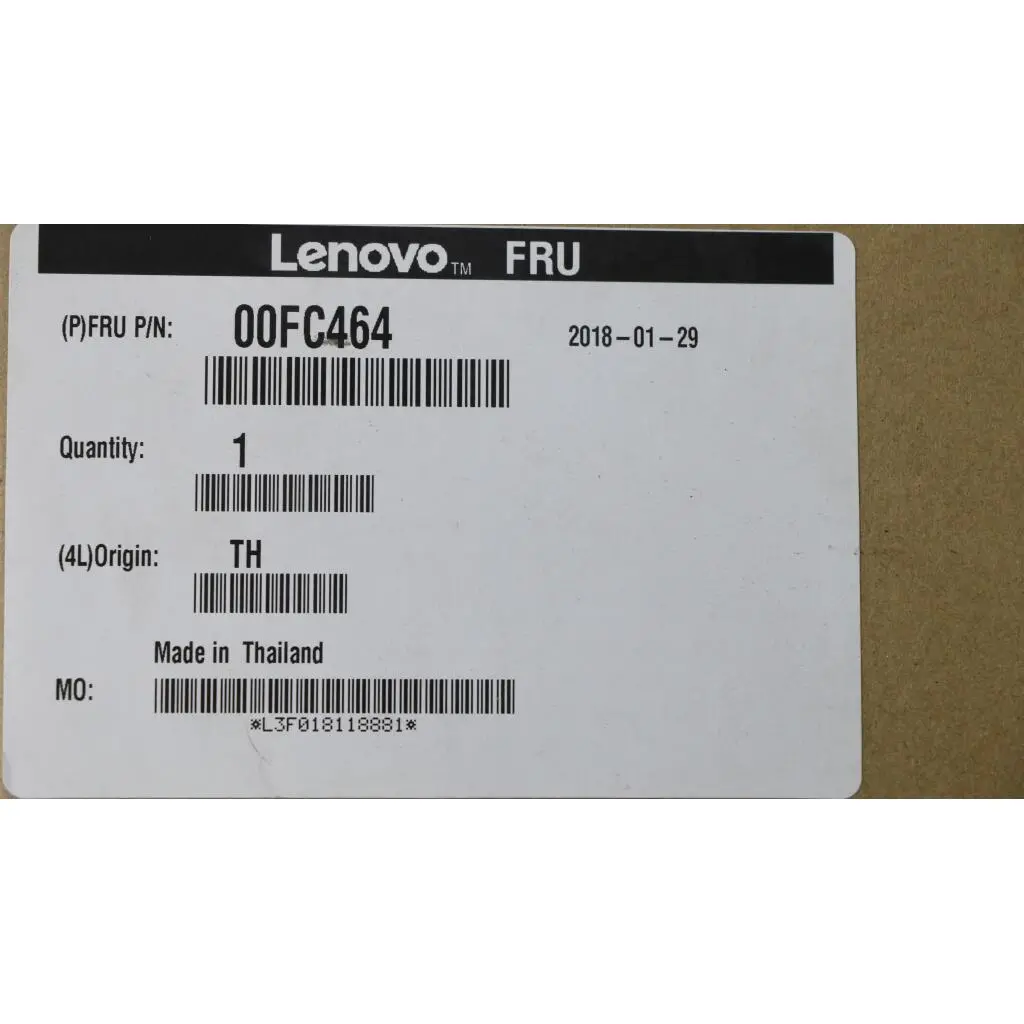 Lenovo™ FRU
(P)FRU P/N: 00FC464 2018-01-29
Quantity: 1
(4L)Origin: TH
Made in Thailand
MO:
*L3F018118881*